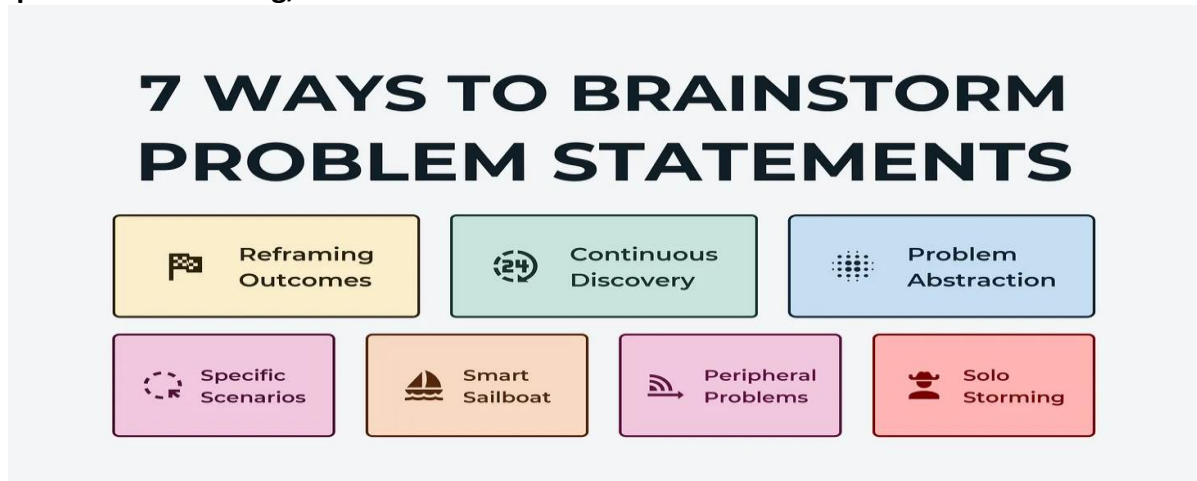 7 WAYS TO BRAINSTORM
PROBLEM STATEMENTS
Reframing
Outcomes
24
Continuous
Discovery
Problem
Abstraction
Specific
Scenarios
Smart
Sailboat
Peripheral
Problems
Solo
Storming